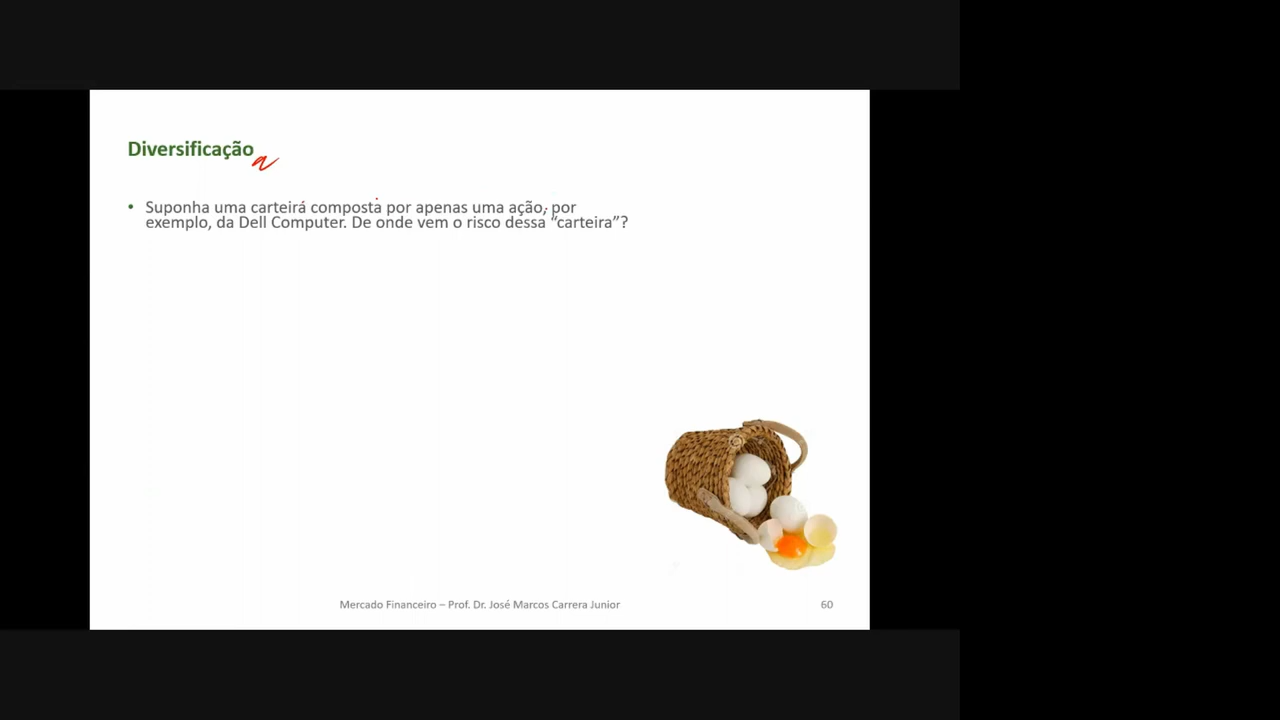 Diversificação
• Suponha uma carteirá composta por apenas uma ação, por
exemplo, da Dell Computer. De onde vem o risco dessa “carteira”?
Mercado Financeiro – Prof. Dr. José Marcos Carrera Junior
60